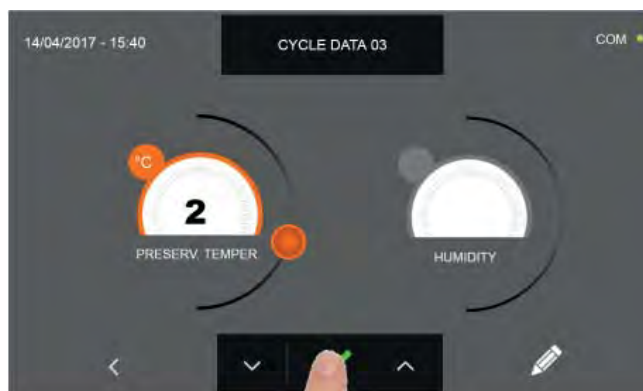 14/04/2017 - 15:40
CYCLE DATA 03
COM
°C
2
PRESERV. TEMPER
HUMIDITY